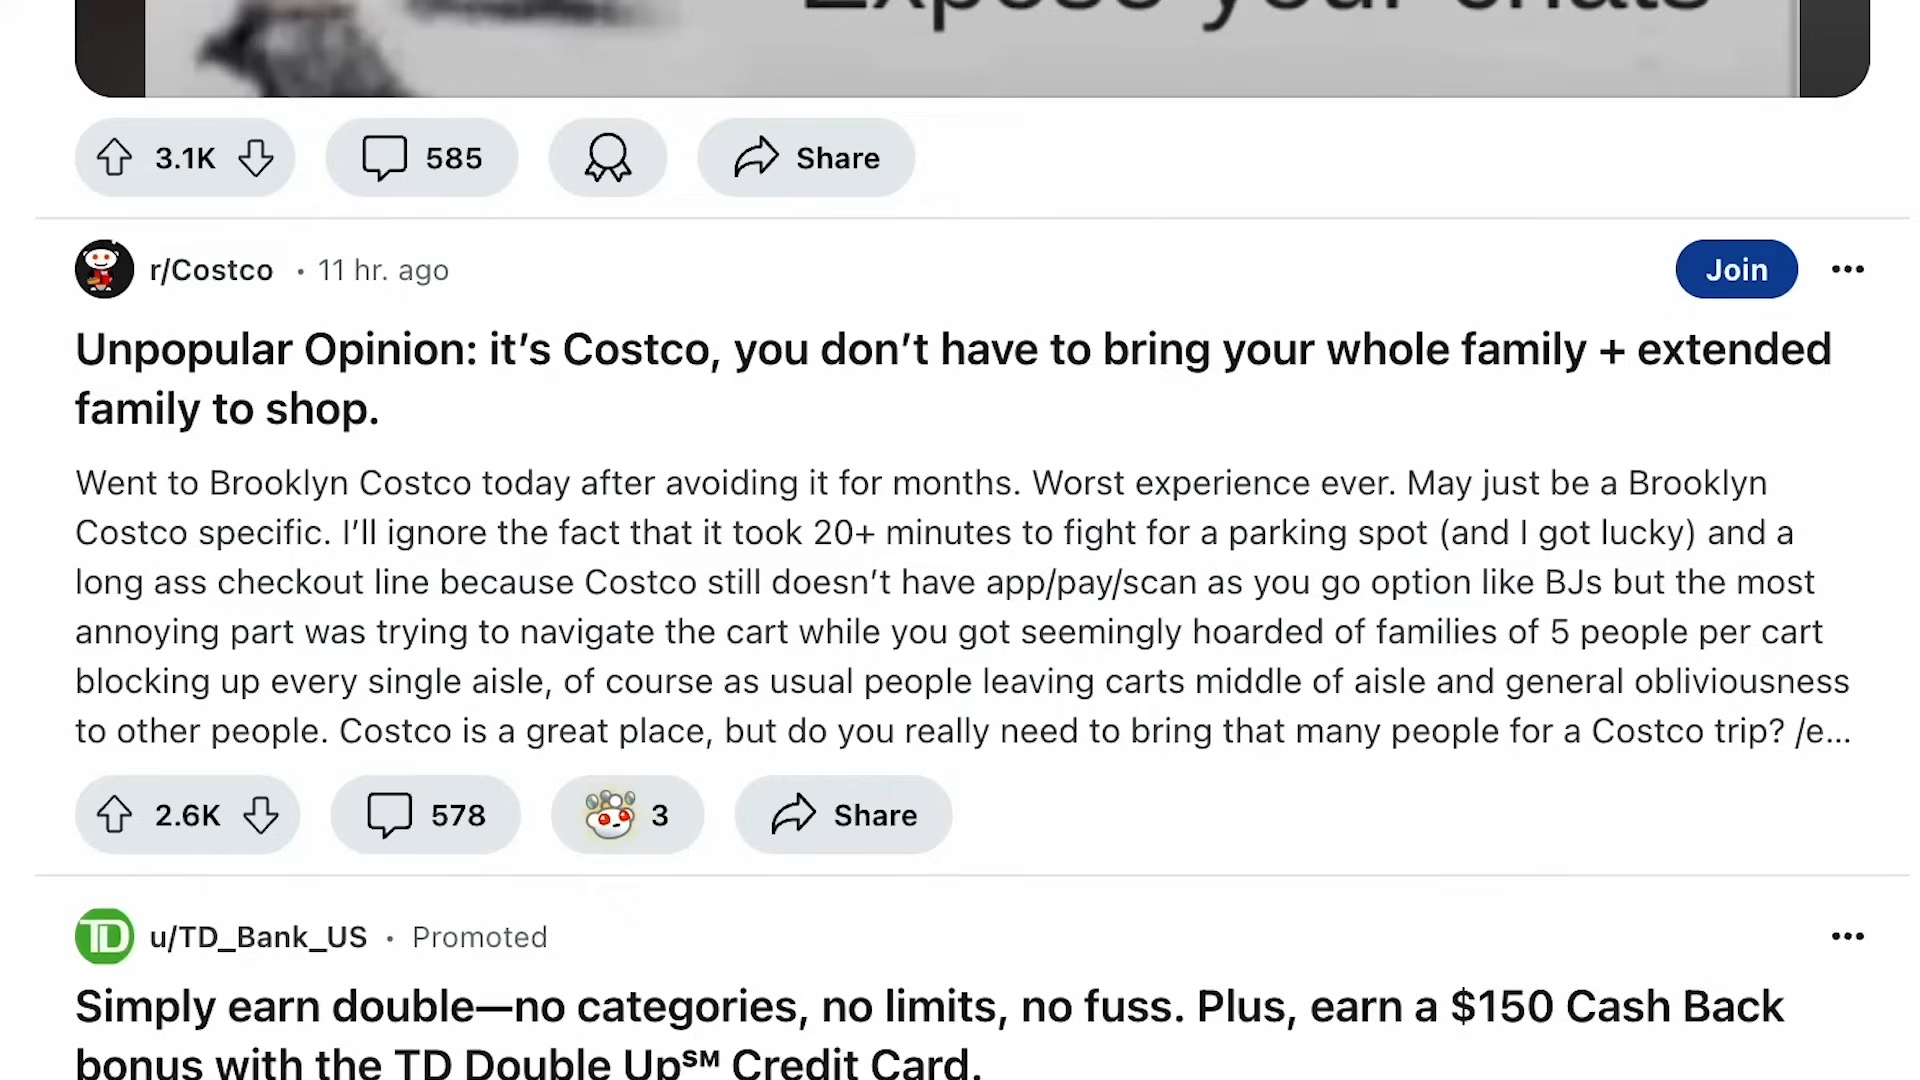 Expose your chats
3.1K
585
Share
r/Costco • 11 hr. ago
Join
Unpopular Opinion: it’s Costco, you don’t have to bring your whole family + extended
family to shop.
Went to Brooklyn Costco today after avoiding it for months. Worst experience ever. May just be a Brooklyn
Costco specific. I’ll ignore the fact that it took 20+ minutes to fight for a parking spot (and I got lucky) and a
long ass checkout line because Costco still doesn’t have app/pay/scan as you go option like BJs but the most
annoying part was trying to navigate the cart while you got seemingly hoarded of families of 5 people per cart
blocking up every single aisle, of course as usual people leaving carts middle of aisle and general obliviousness
to other people. Costco is a great place, but do you really need to bring that many people for a Costco trip? /e...
2.6K
578
3
Share
TD
u/TD_Bank_US • Promoted
Simply earn double—no categories, no limits, no fuss. Plus, earn a $150 Cash Back
bonus with the TD Double Up℠ Credit Card.